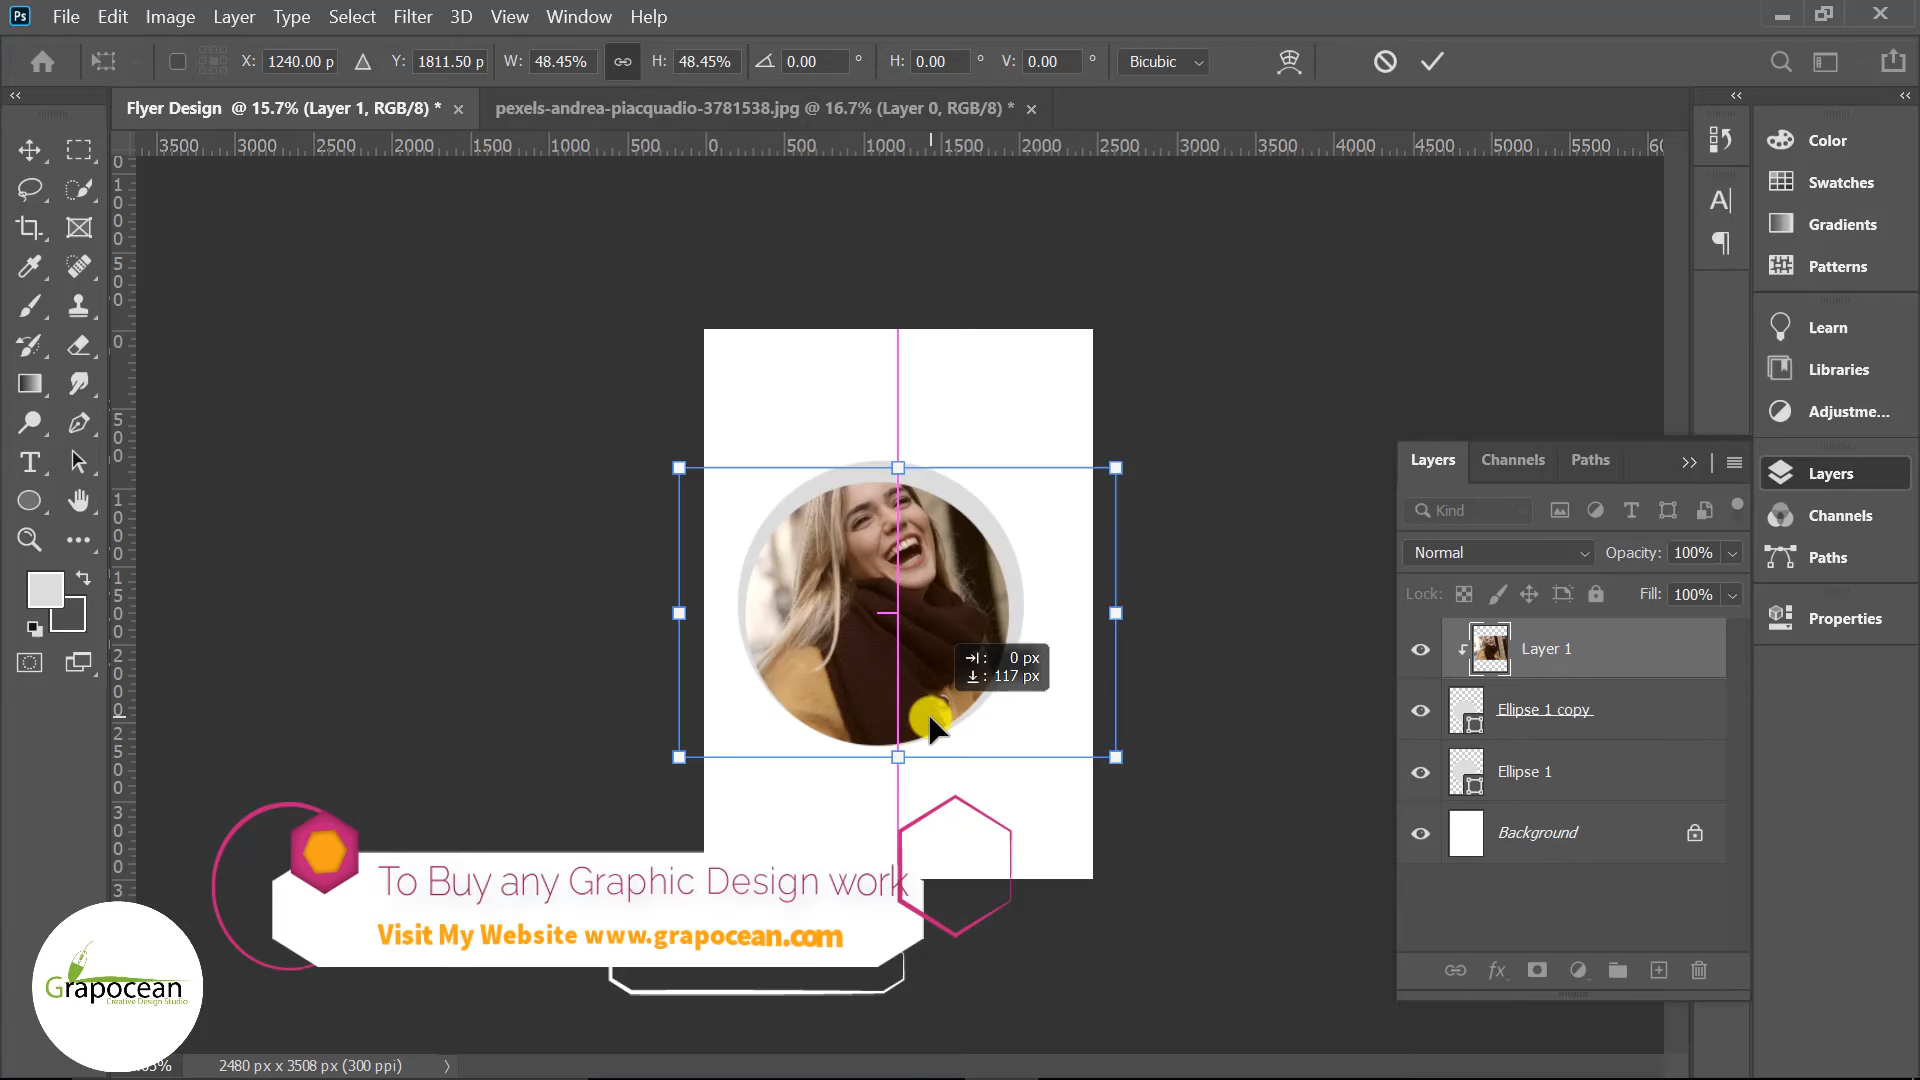 Ps File Edit Image Layer Type Select Filter 3D View Window Help
X: 1240.00 p Y: 1811.50 p W: 48.45% H: 48.45% 0.00 ° H: 0.00 ° V: 0.00 ° Bicubic
Flyer Design @ 15.7% (Layer 1, RGB/8) * × pexels-andrea-piacquadio-3781538.jpg @ 16.7% (Layer 0, RGB/8) * ×
3500 3000 2500 2000 1500 1000 500 0 500 1000 1500 2000 2500 3000 3500 4000 4500 5000 5500
Color
Swatches
Gradients
Patterns
Learn
Libraries
Adjustme...
Layers
Channels
Paths
Properties
Layers Channels Paths
Kind
Normal Opacity: 100%
Lock: Fill: 100%
Layer 1
Ellipse 1 copy
Ellipse 1
Background
fx
→|: 0 px
117 px
To Buy any Graphic Design work
Visit My Website www.grapocean.com
Grapocean
Creative Design Studio
2480 px x 3508 px (300 ppi)